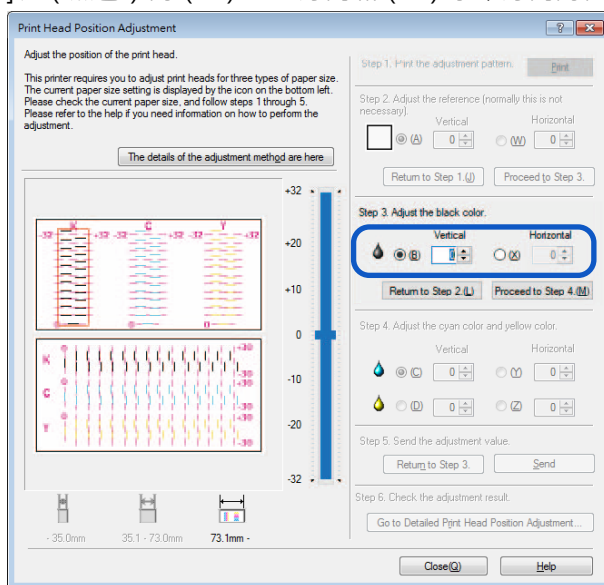 Print Head Position Adjustment
Adjust the position of the print head.
This printer requires you to adjust print heads for three types of paper size.
The current paper size setting is displayed by the icon on the bottom left.
Please check the current paper size, and follow steps 1 through 5.
Please refer to the help if you need information on how to perform the
adjustment.
The details of the adjustment method are here
+32
+20
+10
0
-10
-20
-32
K C Y
-32 +32 -32 +32 -32 +32
K
C
Y
- 35.0mm
35.1 - 73.0mm
73.1mm -
Step 1. Print the adjustment pattern.
Print
Step 2. Adjust the reference (normally this is not
necessary).
Vertical Horizontal
(A) 0 (W) 0
Return to Step 1.(J) Proceed to Step 3.
Step 3. Adjust the black color.
Vertical Horizontal
(B) 0 (X) 0
Return to Step 2.(L) Proceed to Step 4.(M)
Step 4. Adjust the cyan color and yellow color.
Vertical Horizontal
(C) 0 (Y) 0
(D) 0 (Z) 0
Step 5. Send the adjustment value.
Return to Step 3. Send
Step 6. Check the adjustment result.
Go to Detailed Print Head Position Adjustment...
Close(Q) Help